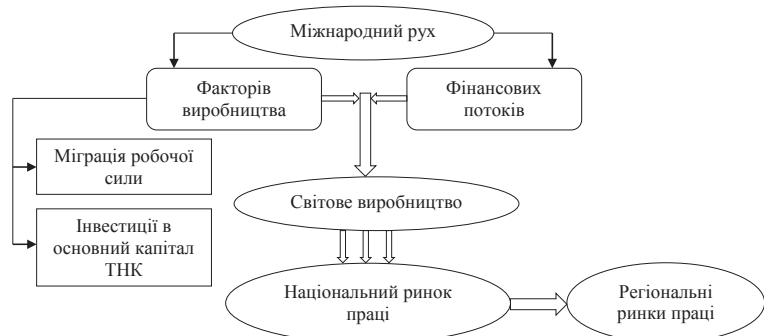 Міжнародний рух
Факторів
виробництва
Фінансових
потоків
Міграція робочої
сили
Світове виробництво
Інвестиції в
основний капітал
ТНК
Національний ринок
праці
Регіональні
ринки праці